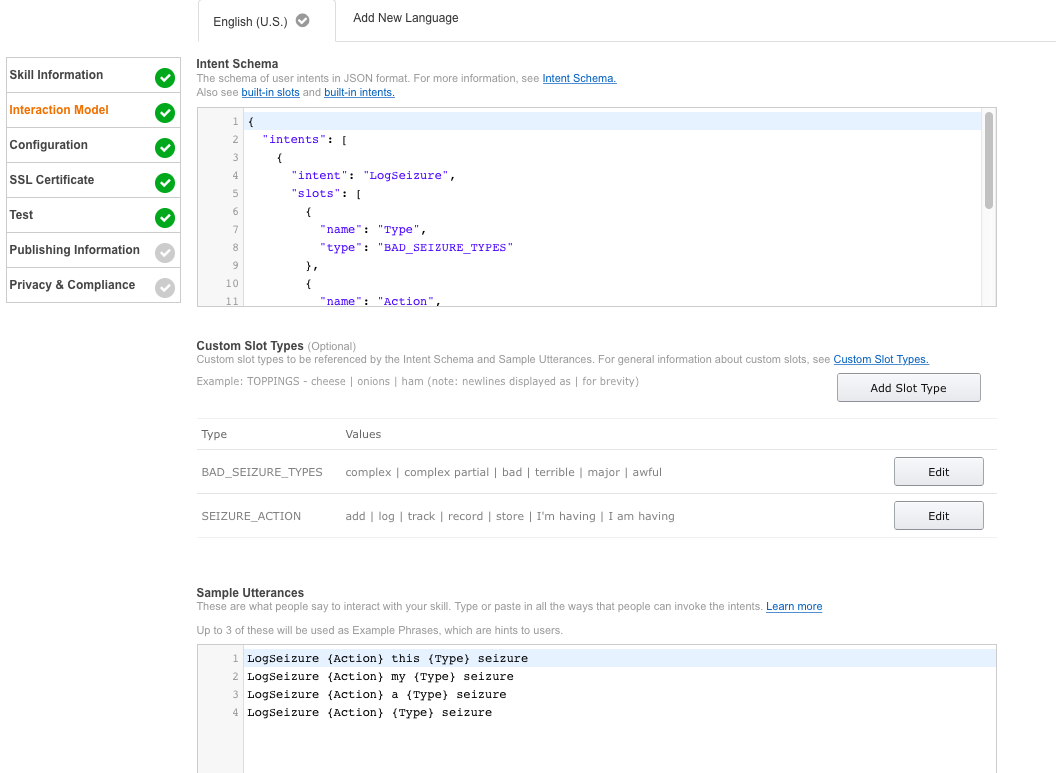 English (U.S.)
Add New Language
Skill Information
Interaction Model
Configuration
SSL Certificate
Test
Publishing Information
Privacy & Compliance
Intent Schema
The schema of user intents in JSON format. For more information, see Intent Schema.
Also see built-in slots and built-in intents.
1 {
2 "intents": [
3 {
4 "intent": "LogSeizure",
5 "slots": [
6 {
7 "name": "Type",
8 "type": "BAD_SEIZURE_TYPES"
9 },
10 {
11 "name": "Action",
Custom Slot Types (Optional)
Custom slot types to be referenced by the Intent Schema and Sample Utterances. For general information about custom slots, see Custom Slot Types.
Example: TOPPINGS - cheese | onions | ham (note: newlines displayed as | for brevity)
Add Slot Type
Type Values
BAD_SEIZURE_TYPES complex | complex partial | bad | terrible | major | awful Edit
SEIZURE_ACTION add | log | track | record | store | I'm having | I am having Edit
Sample Utterances
These are what people say to interact with your skill. Type or paste in all the ways that people can invoke the intents. Learn more
Up to 3 of these will be used as Example Phrases, which are hints to users.
1 LogSeizure {Action} this {Type} seizure
2 LogSeizure {Action} my {Type} seizure
3 LogSeizure {Action} a {Type} seizure
4 LogSeizure {Action} {Type} seizure